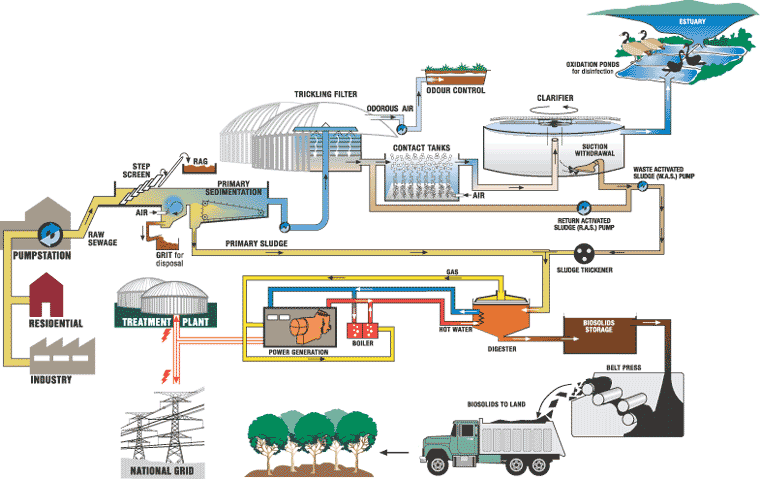 ESTUARY
OXIDATION PONDS
for disinfection
TRICKLING FILTER
ODOROUS AIR
ODOUR CONTROL
CLARIFIER
SUCTION
WITHDRAWAL
CONTACT TANKS
AIR
WASTE ACTIVATED
SLUDGE (W.A.S.) PUMP
RETURN ACTIVATED
SLUDGE (R.A.S.) PUMP
STEP
SCREEN
RAG
PRIMARY
SEDIMENTATION
AIR
RAW
SEWAGE
PUMPSTATION
GRIT for
disposal
PRIMARY SLUDGE
SLUDGE THICKENER
GAS
RESIDENTIAL
TREATMENT PLANT
POWER GENERATION
BOILER
HOT WATER
DIGESTER
BIOSOLIDS
STORAGE
INDUSTRY
BELT PRESS
BIOSOLIDS TO LAND
NATIONAL GRID